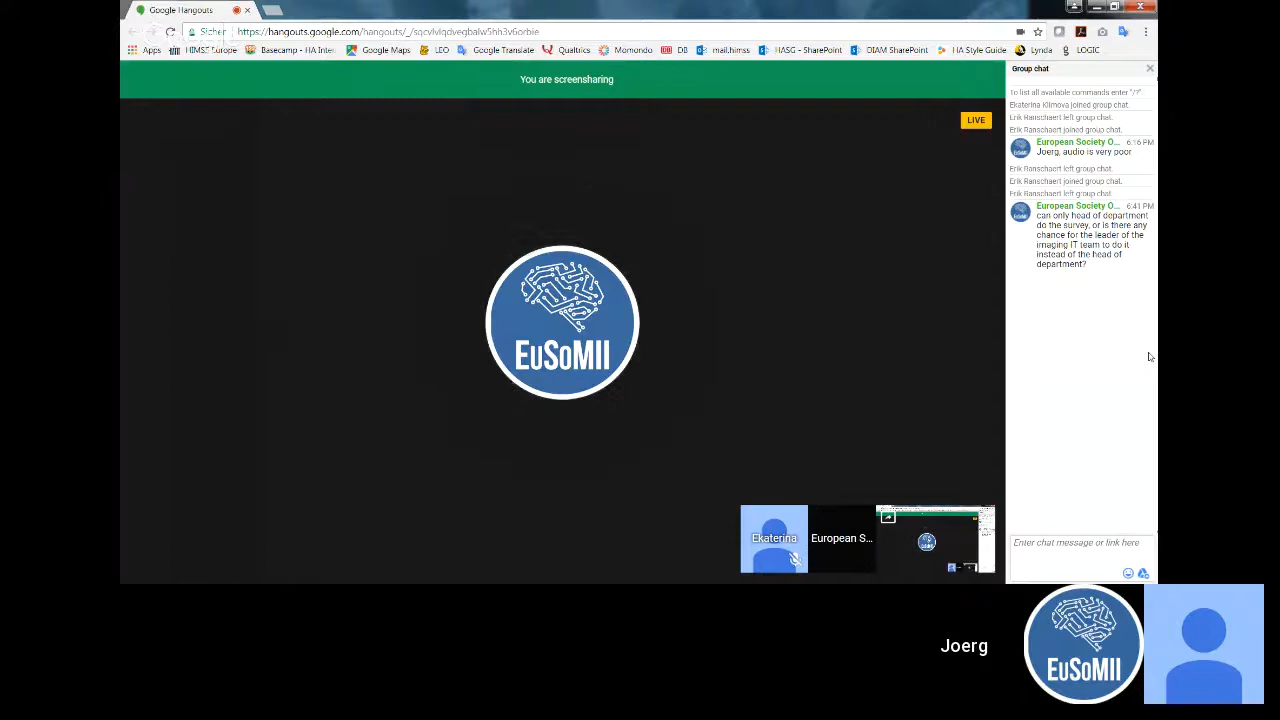 Google Hangouts
Sicher
https://hangouts.google.com/hangouts/_/
Apps
HIMSS Europe
Basecamp - HA Inter
Google Maps
LEO
Google Translate
Qualtrics
Momondo
DB
mail.himss
HASG - SharePoint
DIAM SharePoint
HA Style Guide
Lynda
LOGIC
You are screensharing
Group chat
LIVE
To list all available commands enter "/?".
Ekaterina Klimova joined group chat.
Erik Ranschaert left group chat.
Erik Ranschaert joined group chat.
European Society O... 6:16 PM
Joerg, audio is very poor
Erik Ranschaert left group chat.
Erik Ranschaert joined group chat.
Erik Ranschaert left group chat.
European Society O... 6:41 PM
can only head of department
do the survey, or is there any
chance for the leader of the
imaging IT team to do it
instead of the head of
department?
EuSoMII
Ekaterina
European S...
Enter chat message or link here
Joerg
EuSoMII